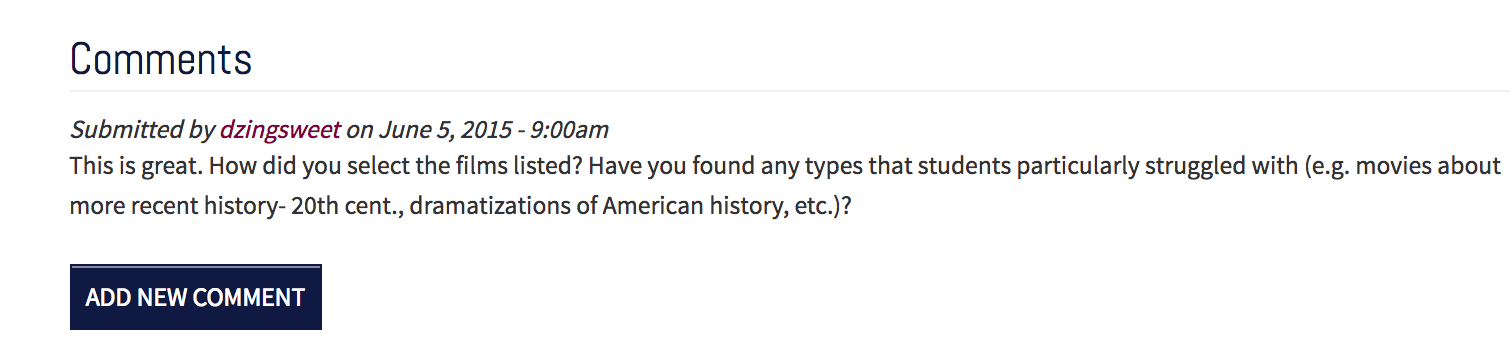 Comments
Submitted by dzingsweet on June 5, 2015 - 9:00am
This is great. How did you select the films listed? Have you found any types that students particularly struggled with (e.g. movies about
more recent history- 20th cent., dramatizations of American history, etc.)?
ADD NEW COMMENT